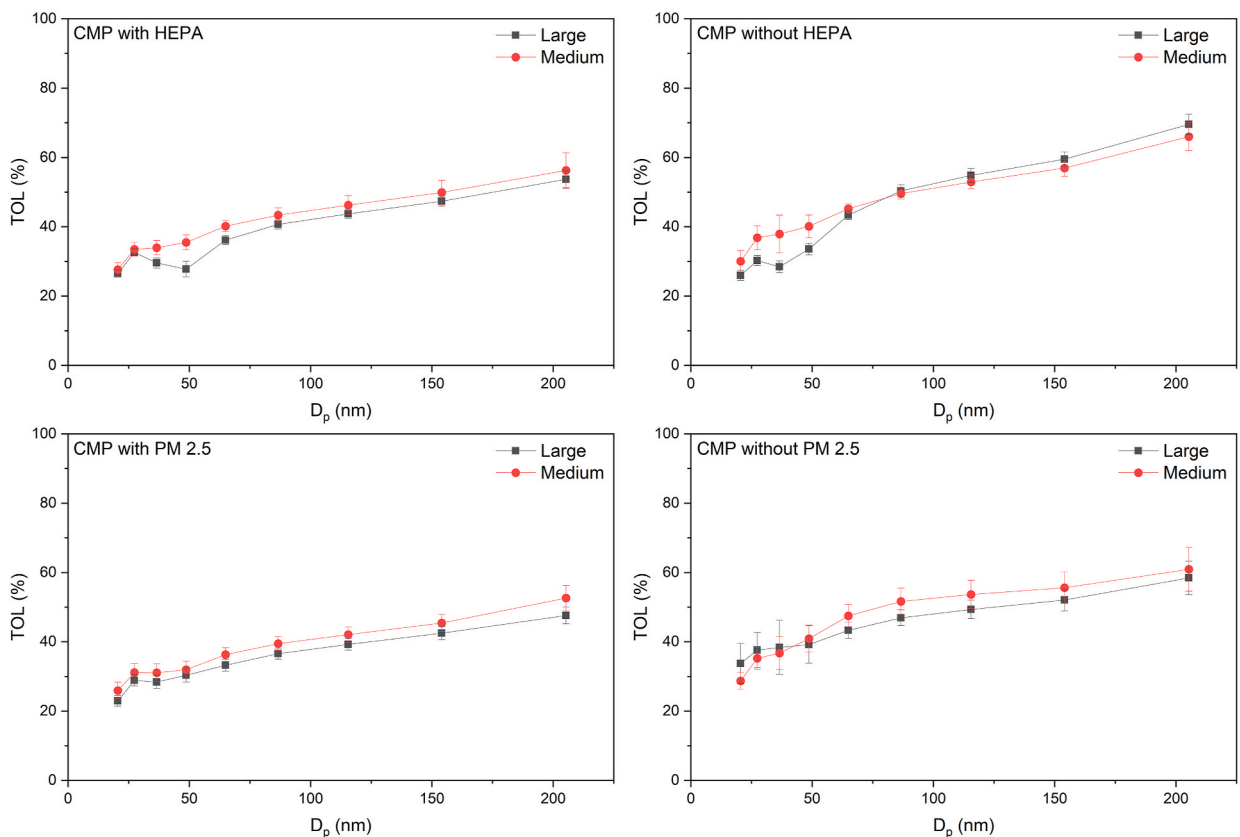 CMP with HEPA
Large
Medium
TOL (%)
100
80
60
40
20
0
0
50
100
150
200
Dp (nm)
CMP without HEPA
Large
Medium
TOL (%)
100
80
60
40
20
0
0
50
100
150
200
Dp (nm)
CMP with PM 2.5
Large
Medium
TOL (%)
100
80
60
40
20
0
0
50
100
150
200
Dp (nm)
CMP without PM 2.5
Large
Medium
TOL (%)
100
80
60
40
20
0
0
50
100
150
200
Dp (nm)